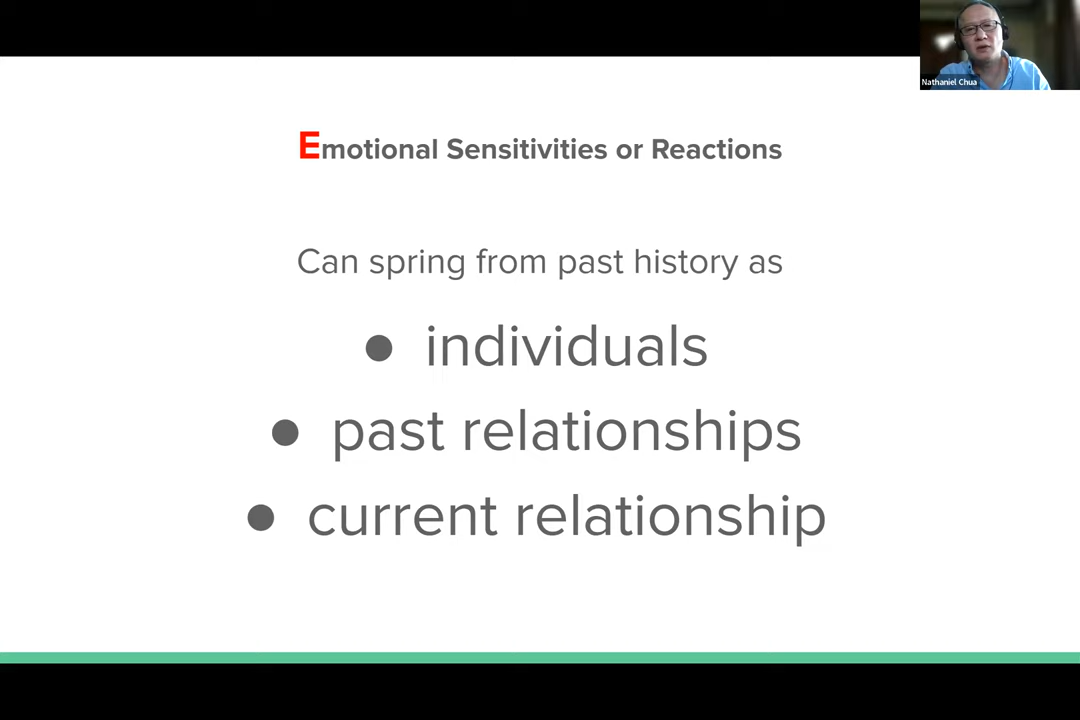 Nathaniel Chua
Emotional Sensitivities or Reactions
Can spring from past history as
● individuals
● past relationships
● current relationship